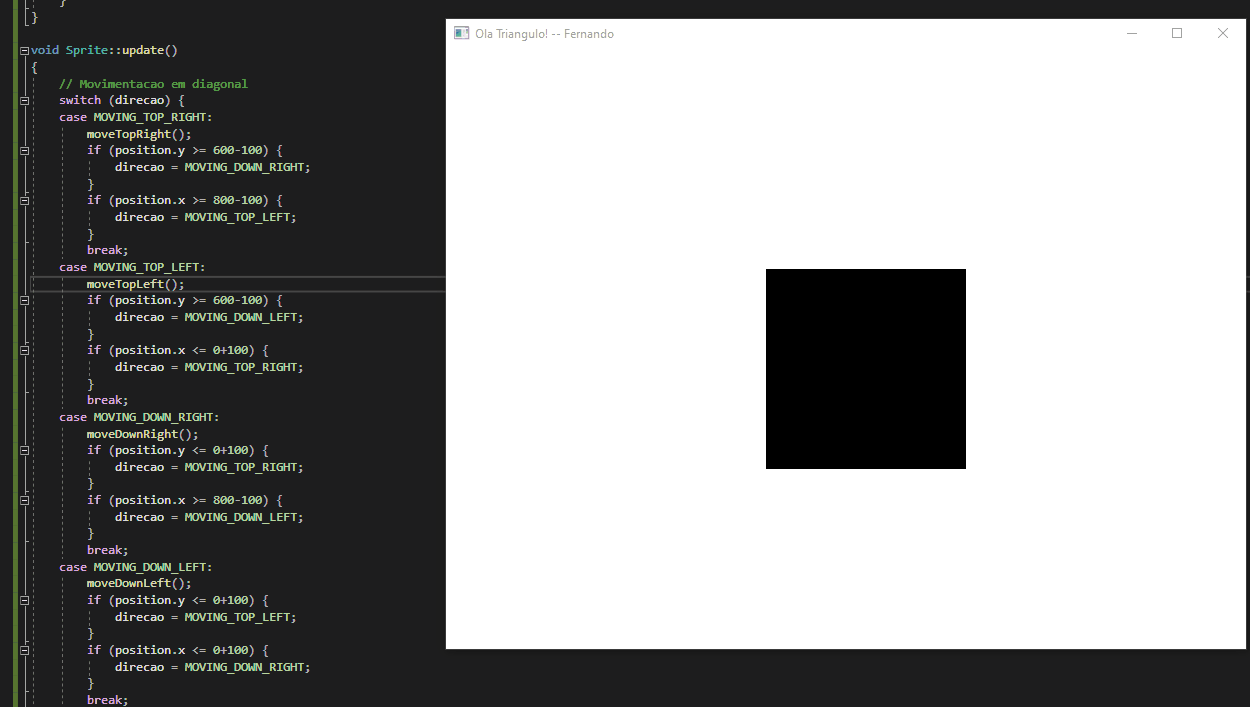 }
}
void Sprite::update()
{
// Movimentacao em diagonal
switch (direcao) {
case MOVING_TOP_RIGHT:
moveTopRight();
if (position.y >= 600-100) {
direcao = MOVING_DOWN_RIGHT;
}
if (position.x >= 800-100) {
direcao = MOVING_TOP_LEFT;
}
break;
case MOVING_TOP_LEFT:
moveTopLeft();
if (position.y >= 600-100) {
direcao = MOVING_DOWN_LEFT;
}
if (position.x <= 0+100) {
direcao = MOVING_TOP_RIGHT;
}
break;
case MOVING_DOWN_RIGHT:
moveDownRight();
if (position.y <= 0+100) {
direcao = MOVING_TOP_RIGHT;
}
if (position.x >= 800-100) {
direcao = MOVING_DOWN_LEFT;
}
break;
case MOVING_DOWN_LEFT:
moveDownLeft();
if (position.y <= 0+100) {
direcao = MOVING_TOP_LEFT;
}
if (position.x <= 0+100) {
direcao = MOVING_DOWN_RIGHT;
}
break;
Ola Triangulo! -- Fernando